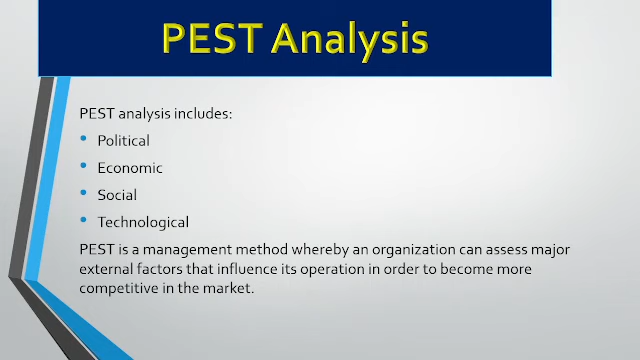 PEST Analysis
PEST analysis includes:
• Political
• Economic
• Social
• Technological
PEST is a management method whereby an organization can assess major
external factors that influence its operation in order to become more
competitive in the market.